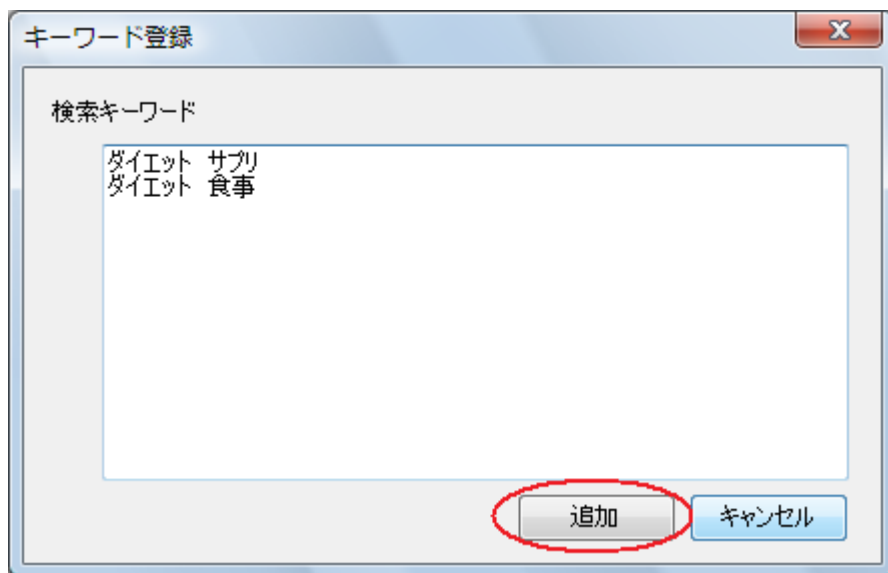 キーワード登録
検索キーワード
ダイエット サプリ
ダイエット 食事
追加
キャンセル